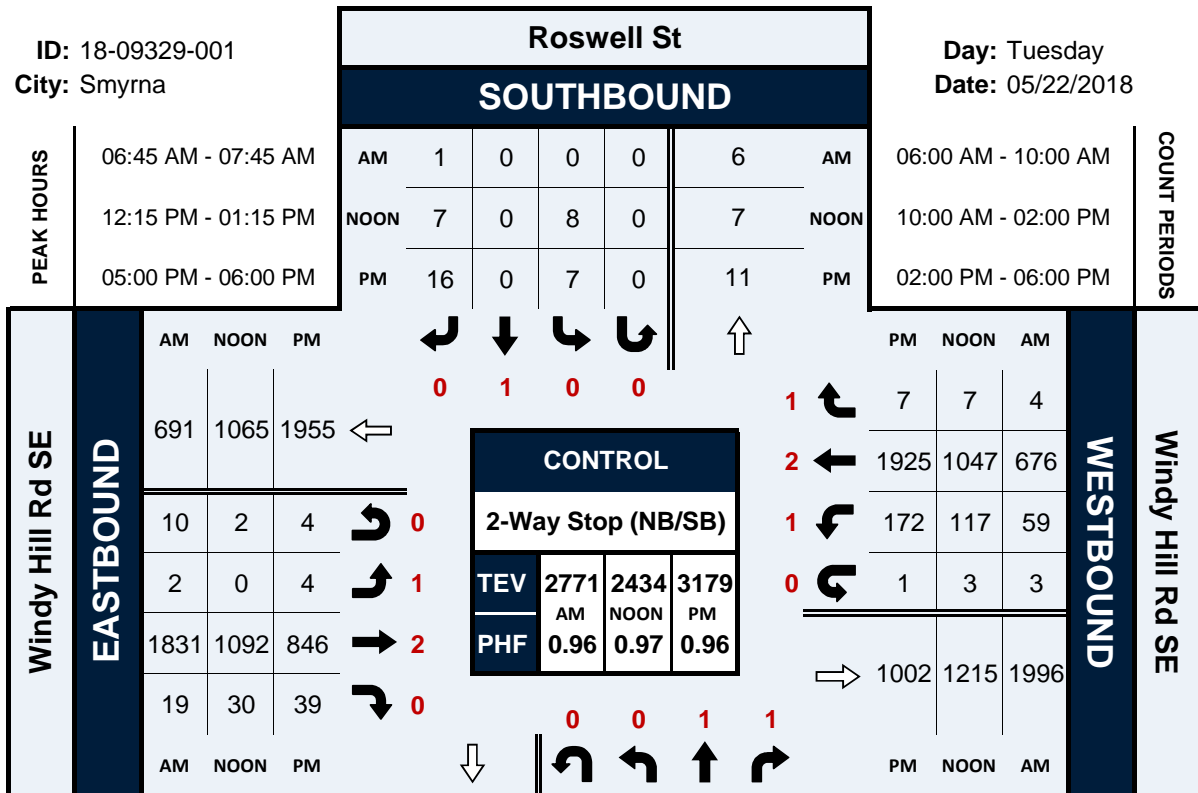 Roswell St
ID: 18-09329-001
Day: Tuesday
City: Smyrna
Date: 05/22/2018
SOUTHBOUND
PEAK HOURS
06:45 AM - 07:45 AM
AM 1 0 0 0 6 AM
06:00 AM - 10:00 AM
COUNT PERIODS
12:15 PM - 01:15 PM
NOON 7 0 8 0 7 NOON
10:00 AM - 02:00 PM
05:00 PM - 06:00 PM
PM 16 0 7 0 11 PM
02:00 PM - 06:00 PM
0 1 0 0
Windy Hill Rd SE
EASTBOUND
AM NOON PM
691 1065 1955
10 2 4 0
2 0 4 1
1831 1092 846 2
19 30 39 0
AM NOON PM
CONTROL
2-Way Stop (NB/SB)
TEV 2771 2434 3179
AM NOON PM
PHF 0.96 0.97 0.96
PM NOON AM
1 7 7 4
2 1925 1047 676
1 172 117 59
0 1 3 3
1002 1215 1996
PM NOON AM
WESTBOUND
Windy Hill Rd SE
0 0 1 1